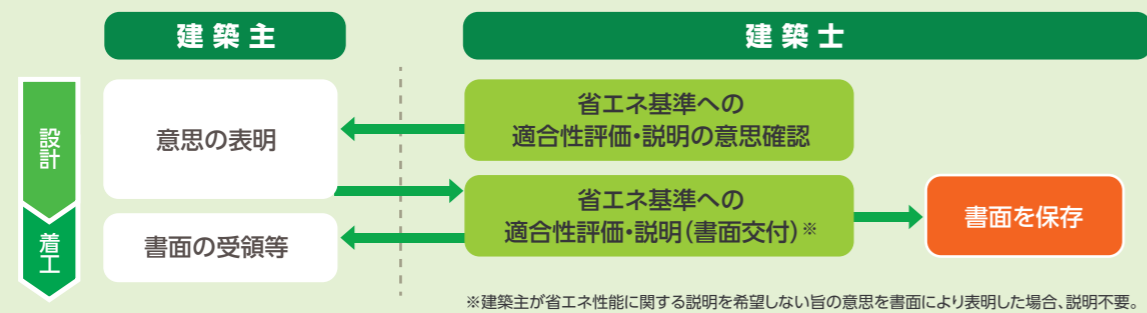 建築主
建築士
設計
着工
意思の表明
省エネ基準への
適合性評価・説明の意思確認
省エネ基準への
適合性評価・説明(書面交付)※
書面を保存
書面の受領等
※建築主が省エネ性能に関する説明を希望しない旨の意思を書面により表明した場合、説明不要。